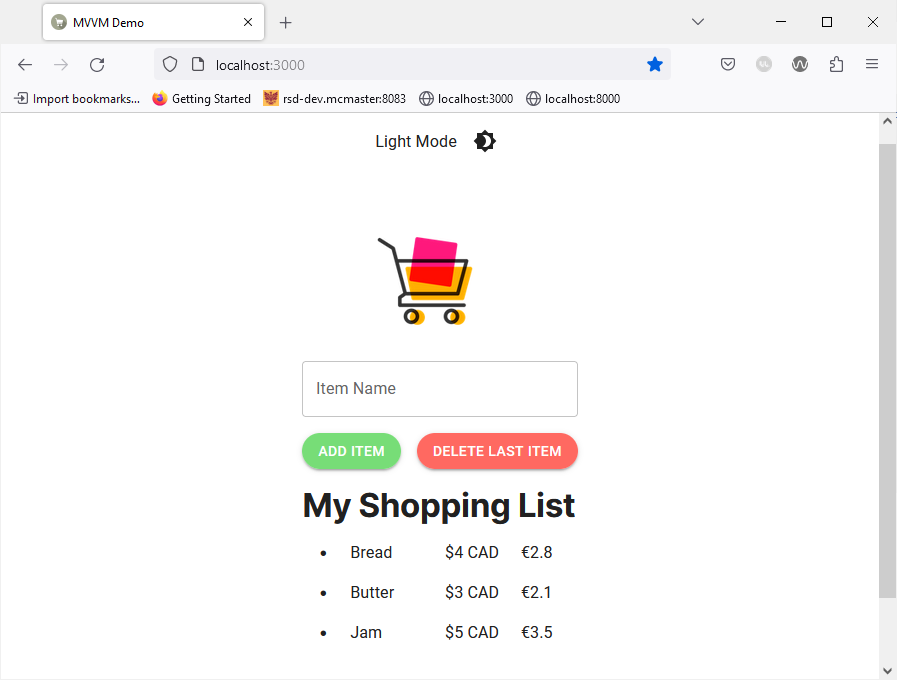 MVVM Demo
localhost:3000
Import bookmarks... Getting Started rsd-dev.mcmaster:8083 localhost:3000 localhost:8000
Light Mode
Item Name
ADD ITEM DELETE LAST ITEM
My Shopping List
• Bread $4 CAD €2.8
• Butter $3 CAD €2.1
• Jam $5 CAD €3.5